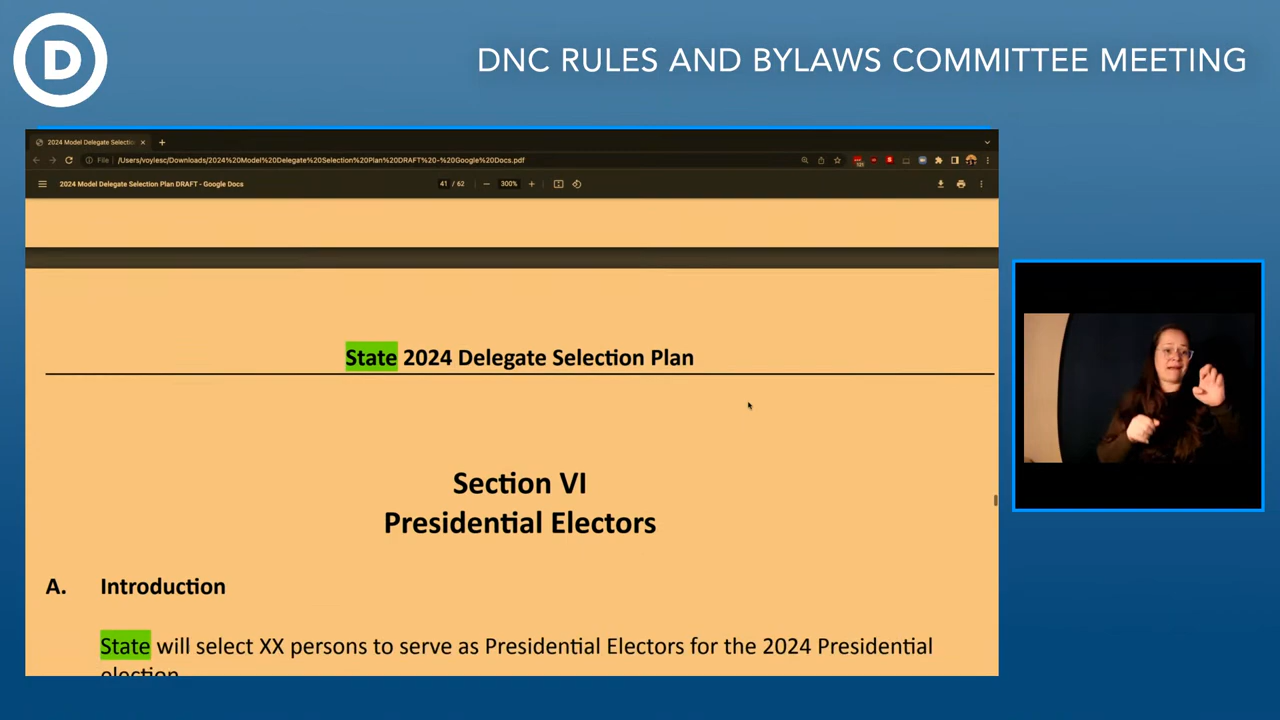 D
DNC RULES AND BYLAWS COMMITTEE MEETING
2024 Model Delegate Selectio
File /Users/voylesc/Downloads/2024%20Model%20Delegate%20Selection%20Plan%20DRAFT%20-%20Google%20Docs.pdf
2024 Model Delegate Selection Plan DRAFT - Google Docs
41 / 62
300%
State 2024 Delegate Selection Plan
Section VI
Presidential Electors
A. Introduction
State will select XX persons to serve as Presidential Electors for the 2024 Presidential
election.